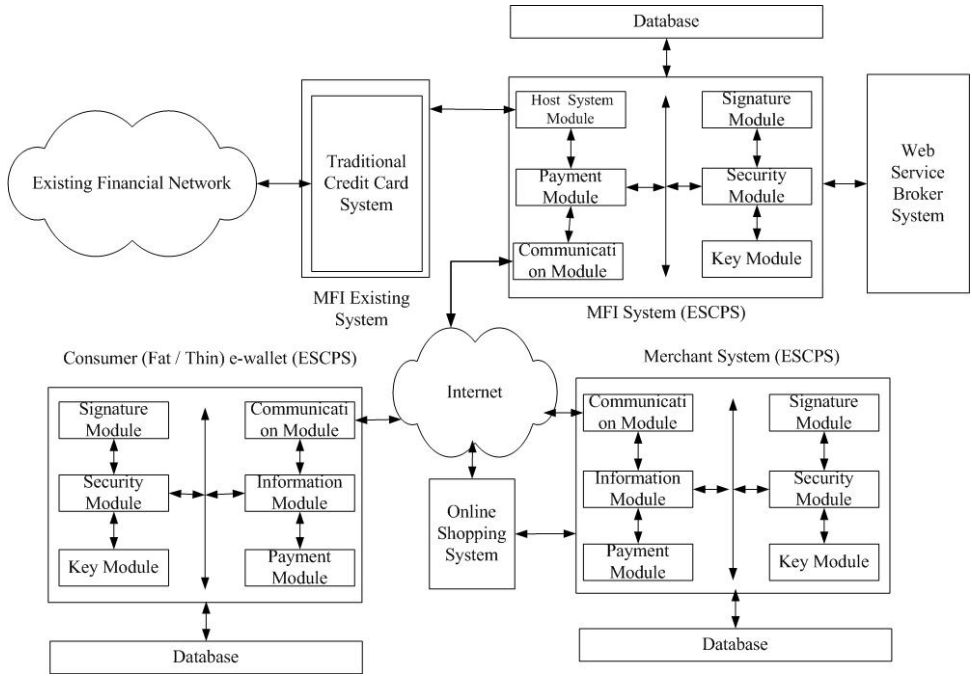 Database
Host System
Module
Signature
Module
Traditional
Credit Card
System
Existing Financial Network
Payment
Module
Security
Module
Web
Service
Broker
System
Communicati
on Module
Key Module
MFI Existing
System
MFI System (ESCPS)
Consumer (Fat / Thin) e-wallet (ESCPS)
Merchant System (ESCPS)
Internet
Signature
Module
Communicati
on Module
Communicati
on Module
Signature
Module
Security
Module
Information
Module
Online
Shopping
System
Information
Module
Security
Module
Key Module
Payment
Module
Payment
Module
Key Module
Database
Database